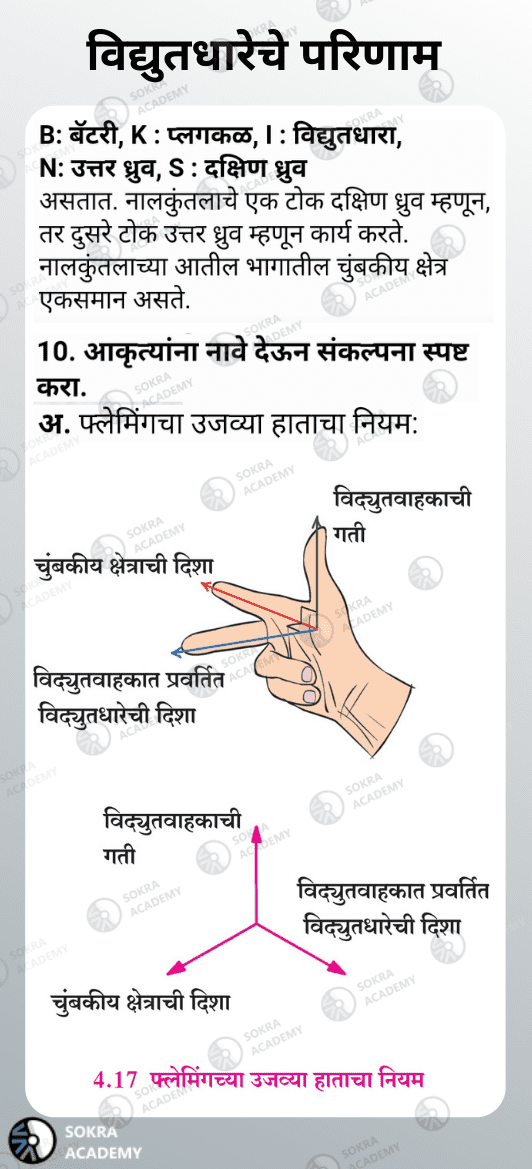 विद्युतधारेचे परिणाम
B: बॅटरी, K : प्लगकळ, I : विद्युतधारा,
N: उत्तर ध्रुव, S : दक्षिण ध्रुव
असतात. नालकुंतलाचे एक टोक दक्षिण ध्रुव म्हणून,
तर दुसरे टोक उत्तर ध्रुव म्हणून कार्य करते.
नालकुंतलाच्या आतील भागातील चुंबकीय क्षेत्र
एकसमान असते.
10. आकृत्यांना नावे देऊन संकल्पना स्पष्ट
करा.
अ. फ्लेमिंगचा उजव्या हाताचा नियम:
विद्युतवाहकाची
गती
चुंबकीय क्षेत्राची दिशा
विद्युतवाहकात प्रवर्तित
विद्युतधारेची दिशा
विद्युतवाहकाची
गती
विद्युतवाहकात प्रवर्तित
विद्युतधारेची दिशा
चुंबकीय क्षेत्राची दिशा
4.17 फ्लेमिंगच्या उजव्या हाताचा नियम
SOKRA
ACADEMY